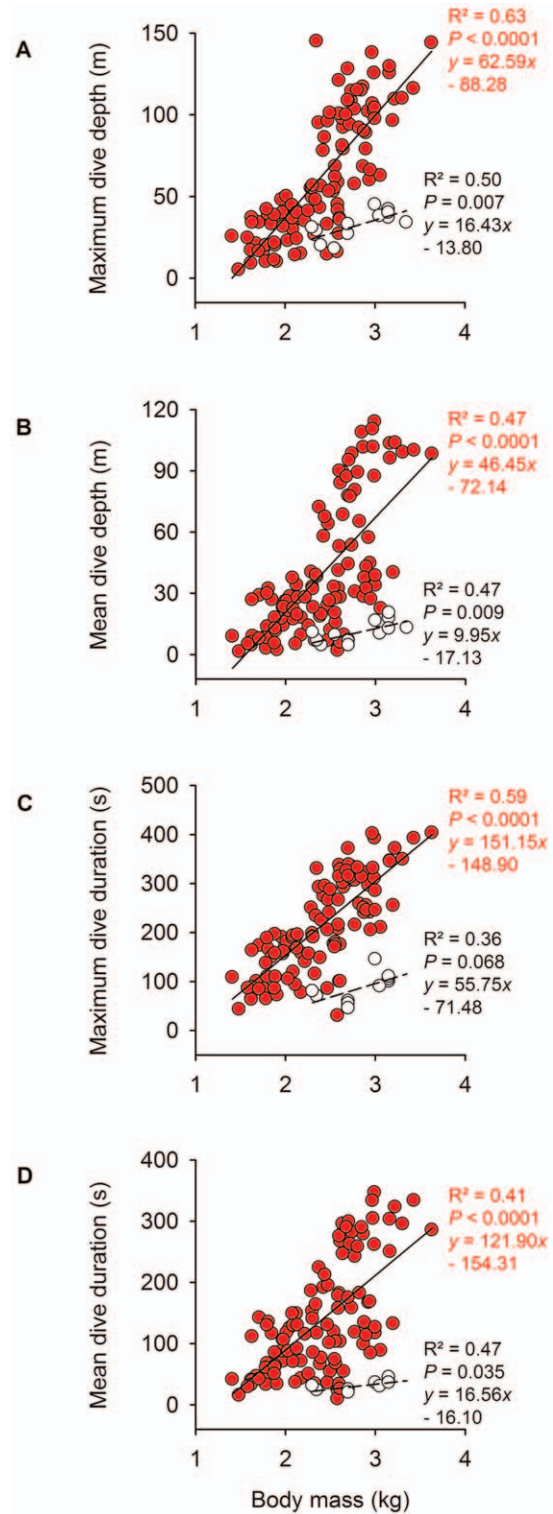 A
Maximum dive depth (m)
150
100
50
0
1 2 3 4
R² = 0.63
P < 0.0001
y = 62.59x
- 88.28
R² = 0.50
P = 0.007
y = 16.43x
- 13.80
B
Mean dive depth (m)
120
90
60
30
0
1 2 3 4
R² = 0.47
P < 0.0001
y = 46.45x
- 72.14
R² = 0.47
P = 0.009
y = 9.95x
- 17.13
C
Maximum dive duration (s)
500
400
300
200
100
0
1 2 3 4
R² = 0.59
P < 0.0001
y = 151.15x
- 148.90
R² = 0.36
P = 0.068
y = 55.75x
- 71.48
D
Mean dive duration (s)
400
300
200
100
0
1 2 3 4
R² = 0.41
P < 0.0001
y = 121.90x
- 154.31
R² = 0.47
P = 0.035
y = 16.56x
- 16.10
Body mass (kg)